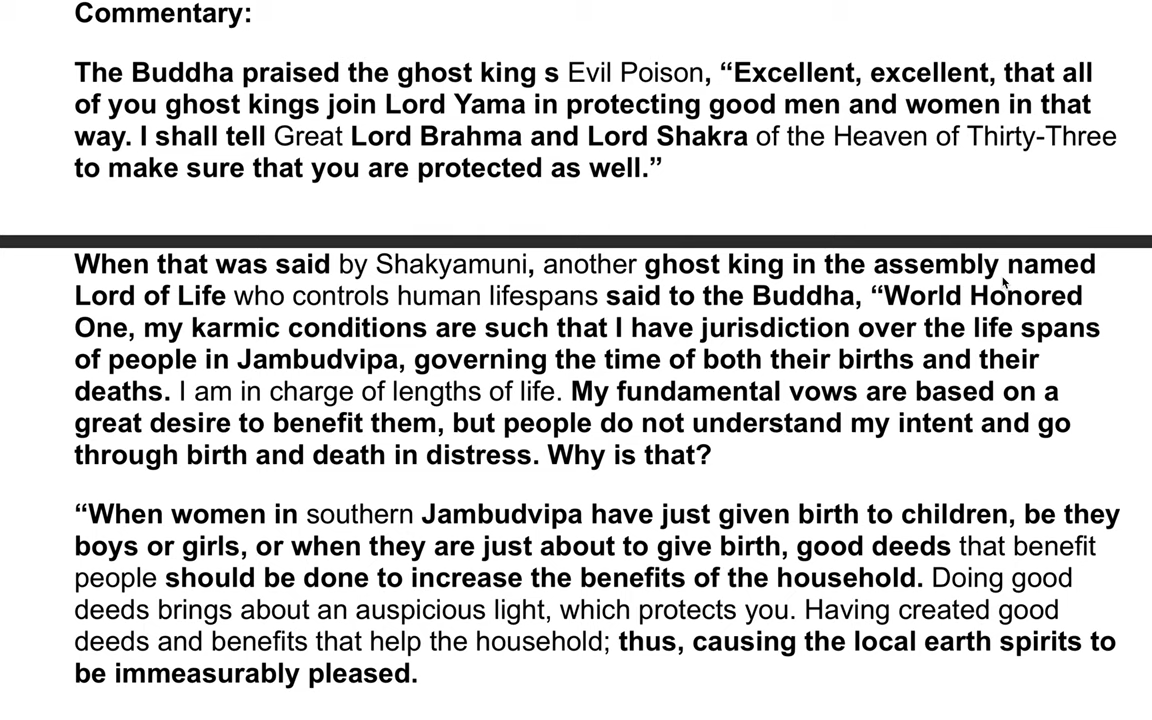 Commentary:
The Buddha praised the ghost king s Evil Poison, “Excellent, excellent, that all
of you ghost kings join Lord Yama in protecting good men and women in that
way. I shall tell Great Lord Brahma and Lord Shakra of the Heaven of Thirty-Three
to make sure that you are protected as well.”
When that was said by Shakyamuni, another ghost king in the assembly named
Lord of Life who controls human lifespans said to the Buddha, “World Honored
One, my karmic conditions are such that I have jurisdiction over the life spans
of people in Jambudvipa, governing the time of both their births and their
deaths. I am in charge of lengths of life. My fundamental vows are based on a
great desire to benefit them, but people do not understand my intent and go
through birth and death in distress. Why is that?
“When women in southern Jambudvipa have just given birth to children, be they
boys or girls, or when they are just about to give birth, good deeds that benefit
people should be done to increase the benefits of the household. Doing good
deeds brings about an auspicious light, which protects you. Having created good
deeds and benefits that help the household; thus, causing the local earth spirits to
be immeasurably pleased.